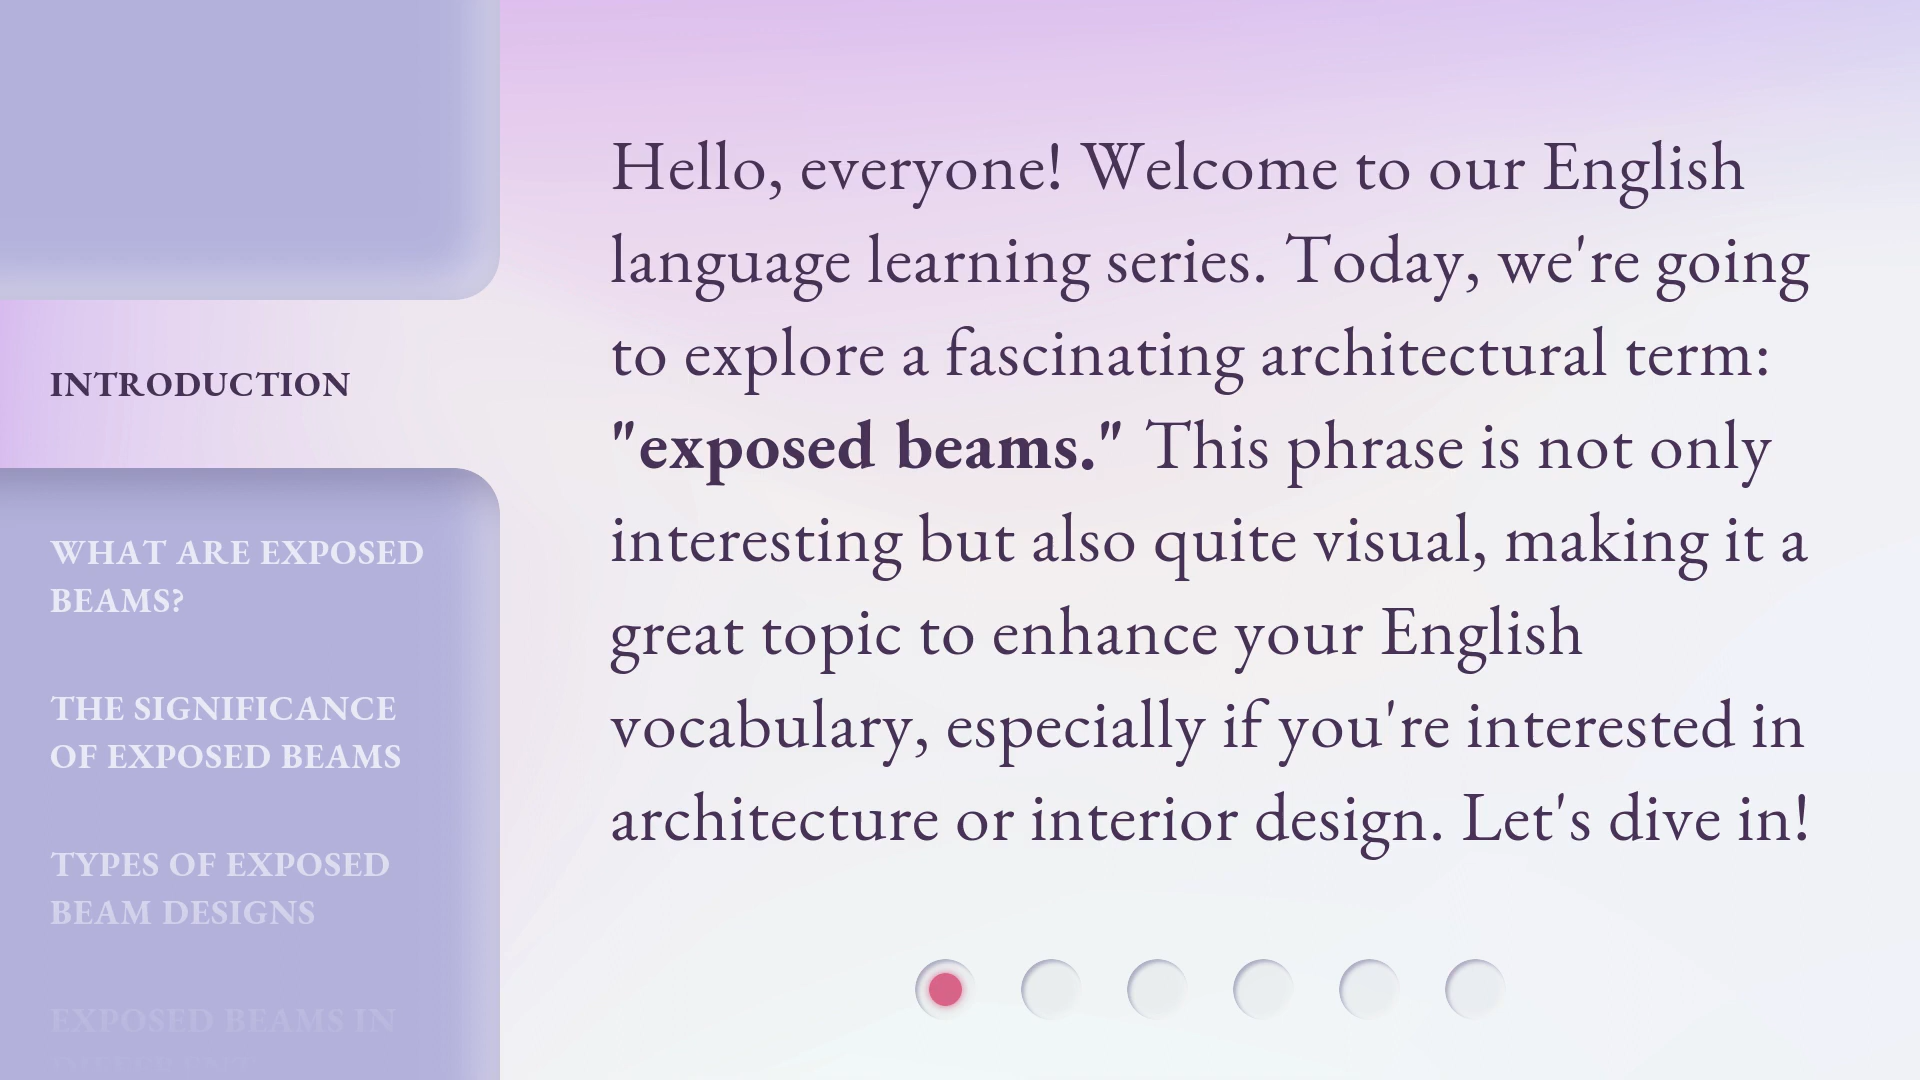 INTRODUCTION
WHAT ARE EXPOSED
BEAMS?
THE SIGNIFICANCE
OF EXPOSED BEAMS
TYPES OF EXPOSED
BEAM DESIGNS
EXPOSED BEAMS IN
DIFFERENT
Hello, everyone! Welcome to our English
language learning series. Today, we're going
to explore a fascinating architectural term:
"exposed beams." This phrase is not only
interesting but also quite visual, making it a
great topic to enhance your English
vocabulary, especially if you're interested in
architecture or interior design. Let's dive in!